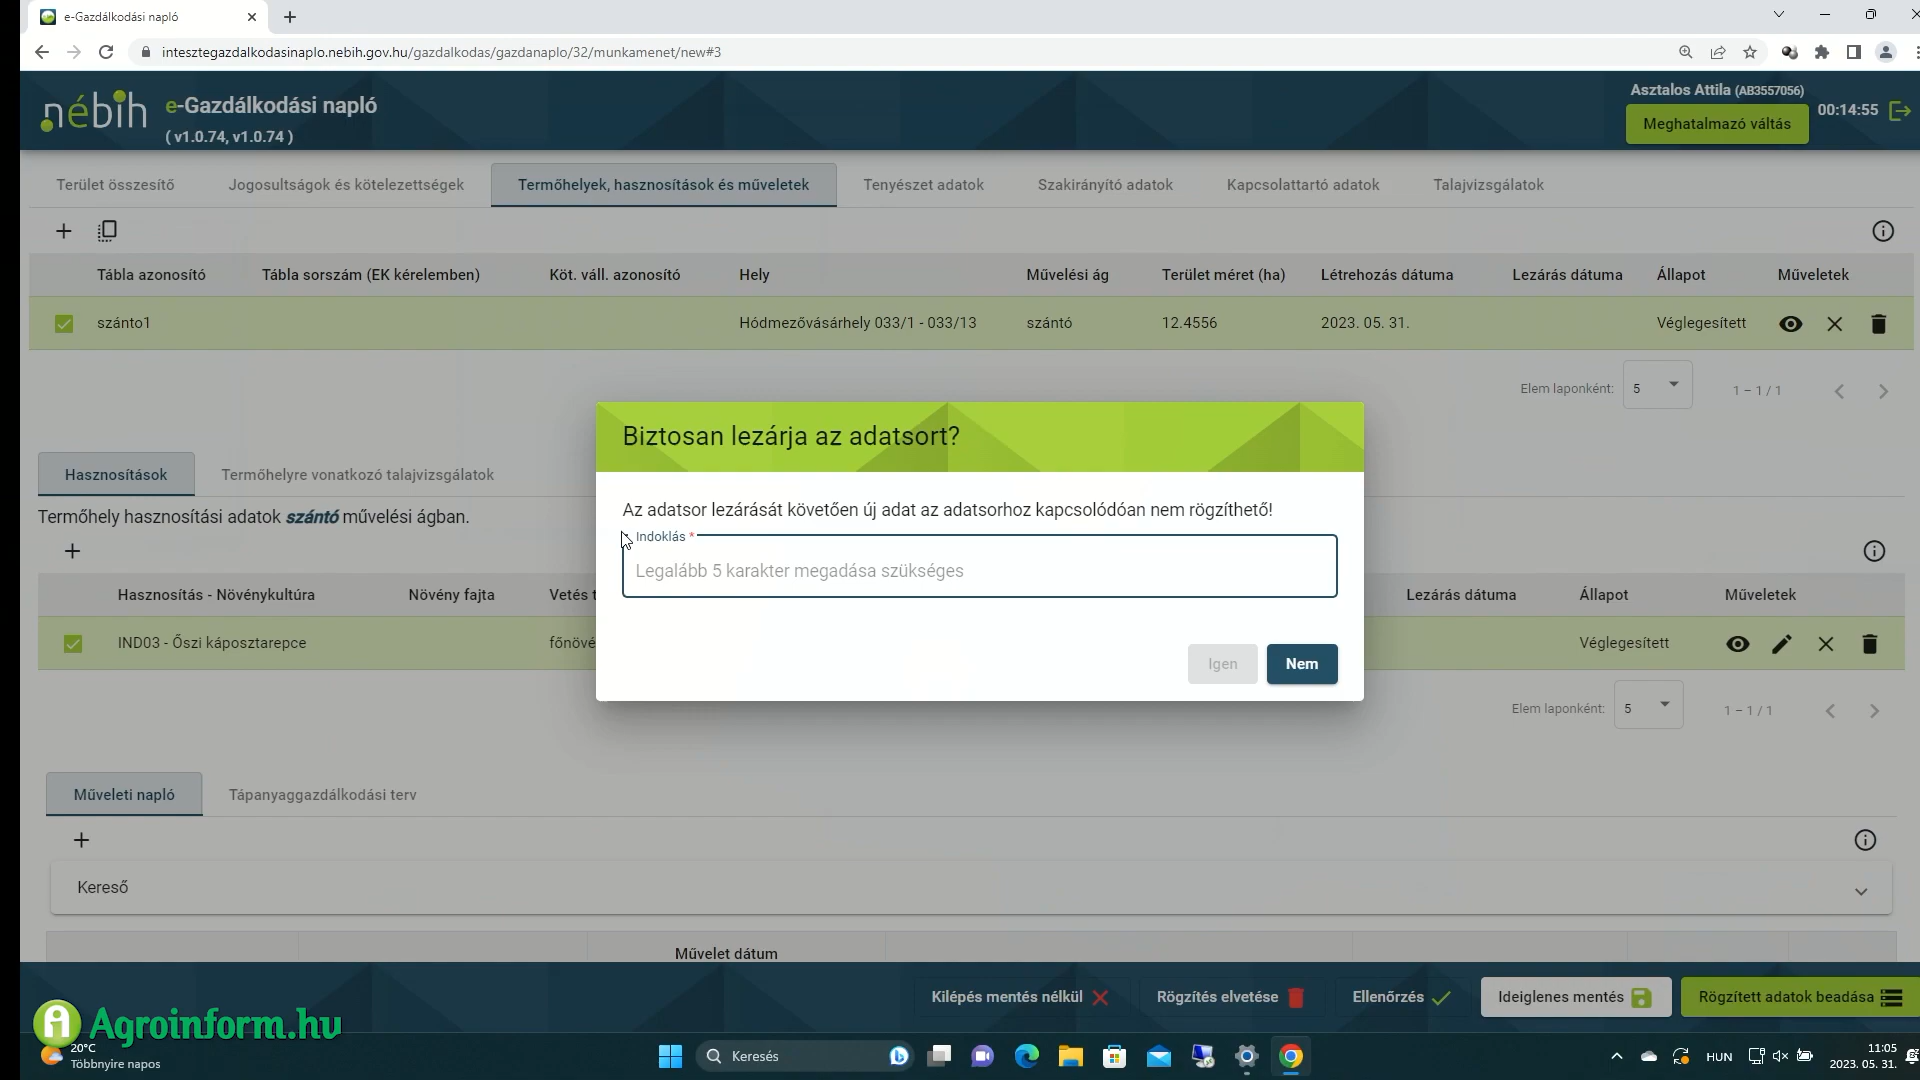 e-Gazdálkodási napló
intesztegazdalkodasinaplo.nebih.gov.hu/gazdalkodas/gazdanaplo/32/munkamenet/new#3
nébih
e-Gazdálkodási napló
( v1.0.74, v1.0.74 )
Asztalos Attila (AB3557056)
Meghatalmazó váltás
00:14:55
Terület összesítő
Jogosultságok és kötelezettségek
Termőhelyek, hasznosítások és műveletek
Tenyészet adatok
Szakirányító adatok
Kapcsolattartó adatok
Talajvizsgálatok
Tábla azonosító
Tábla sorszám (EK kérelemben)
Köt. váll. azonosító
Hely
Művelési ág
Terület méret (ha)
Létrehozás dátuma
Lezárás dátuma
Állapot
Műveletek
szánto1
Hódmezővásárhely 033/1 - 033/13
szántó
12.4556
2023. 05. 31.
Véglegesített
Elem laponként:
5
1 – 1 / 1
Biztosan lezárja az adatsort?
Az adatsor lezárását követően új adat az adatsorhoz kapcsolódóan nem rögzíthető!
Indoklás *
Legalább 5 karakter megadása szükséges
Igen
Nem
Hasznosítások
Termőhelyre vonatkozó talajvizsgálatok
Termőhely hasznosítási adatok szántó művelési ágban.
Hasznosítás - Növénykultúra
Növény fajta
Vetés t
Lezárás dátuma
Állapot
Műveletek
IND03 - Őszi káposztarepce
főnövé
Véglegesített
Elem laponként:
5
1 – 1 / 1
Műveleti napló
Tápanyaggazdálkodási terv
Kereső
Művelet dátum
Kilépés mentés nélkül
Rögzítés elvetése
Ellenőrzés
Ideiglenes mentés
Rögzített adatok beadása
Agroinform.hu
20°C
Többnyire napos
Keresés
HUN
11:05
2023. 05. 31.